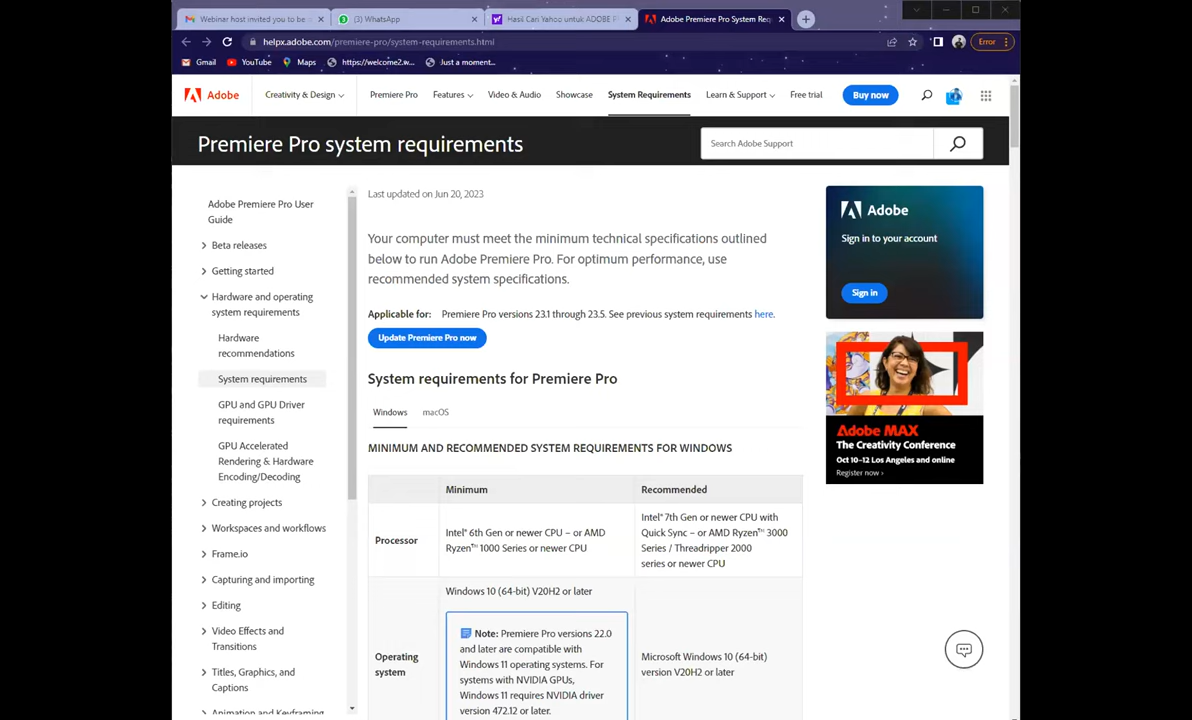 Webinar host invited you to be
WhatsApp
Hasil Cari Yahoo untuk ADOBE P
Adobe Premiere Pro System Req
helpx.adobe.com/premiere-pro/system-requirements.html
Error
Gmail
YouTube
Maps
https://welcome2.w...
Just a moment...
Adobe
Creativity & Design
Premiere Pro
Features
Video & Audio
Showcase
System Requirements
Learn & Support
Free trial
Buy now
Premiere Pro system requirements
Search Adobe Support
Adobe Premiere Pro User
Guide
Beta releases
Getting started
Hardware and operating
system requirements
Hardware
recommendations
System requirements
GPU and GPU Driver
requirements
GPU Accelerated
Rendering & Hardware
Encoding/Decoding
Creating projects
Workspaces and workflows
Frame.io
Capturing and importing
Editing
Video Effects and
Transitions
Titles, Graphics, and
Captions
Animation and Keyframing
Last updated on Jun 20, 2023
Your computer must meet the minimum technical specifications outlined
below to run Adobe Premiere Pro. For optimum performance, use
recommended system specifications.
Applicable for: Premiere Pro versions 23.1 through 23.5. See previous system requirements here.
Update Premiere Pro now
System requirements for Premiere Pro
Windows macOS
MINIMUM AND RECOMMENDED SYSTEM REQUIREMENTS FOR WINDOWS
Minimum
Recommended
Processor
Intel® 6th Gen or newer CPU – or AMD
Ryzen™ 1000 Series or newer CPU
Intel® 7th Gen or newer CPU with
Quick Sync – or AMD Ryzen™ 3000
Series / Threadripper 2000
series or newer CPU
Operating
system
Windows 10 (64-bit) V20H2 or later
Note: Premiere Pro versions 22.0
and later are compatible with
Windows 11 operating systems. For
systems with NVIDIA GPUs,
Windows 11 requires NVIDIA driver
version 472.12 or later.
Microsoft Windows 10 (64-bit)
version V20H2 or later
Adobe
Sign in to your account
Sign in
Adobe MAX
The Creativity Conference
Oct 10–12 Los Angeles and online
Register now ›